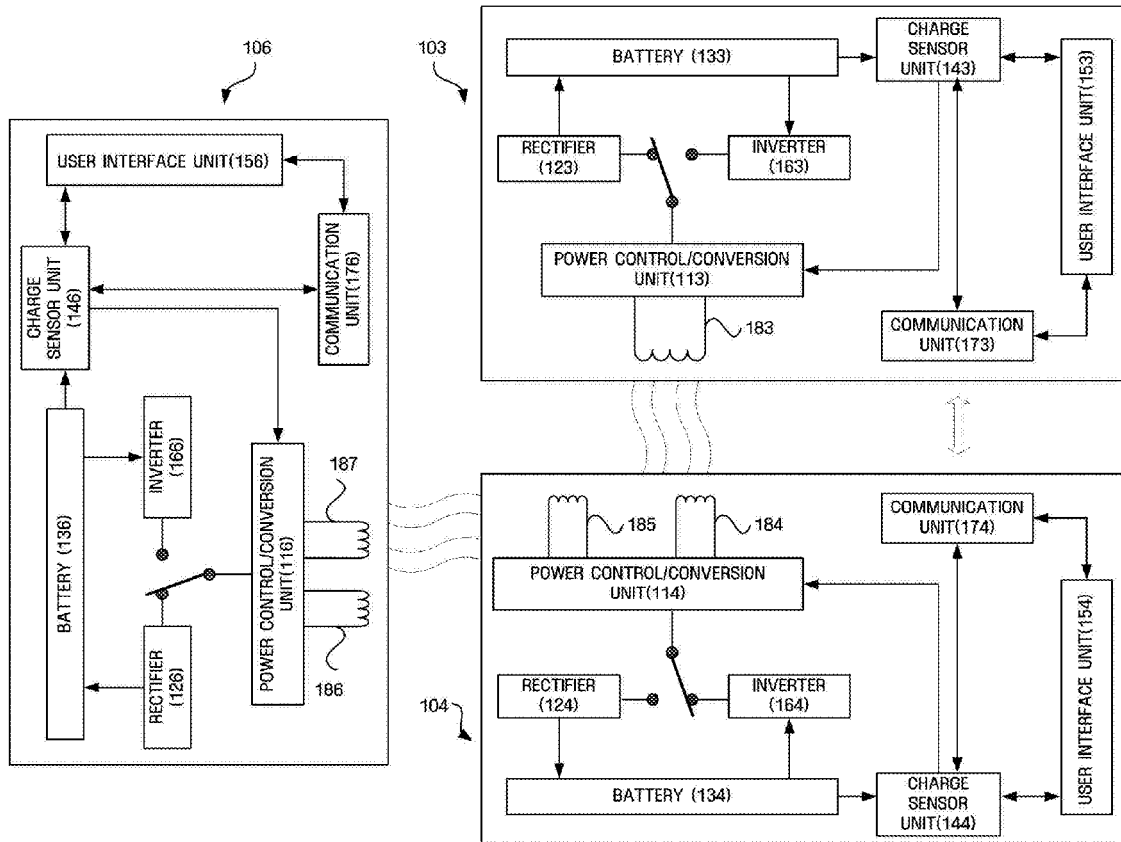 106
USER INTERFACE UNIT(156)
CHARGE
SENSOR UNIT
(146)
COMMUNICATION
UNIT(176)
BATTERY (136)
INVERTER
(166)
RECTIFIER
(126)
POWER CONTROL/CONVERSION
UNIT(116)
187
186
103
BATTERY (133)
CHARGE
SENSOR
UNIT(143)
USER INTERFACE UNIT(153)
RECTIFIER
(123)
INVERTER
(163)
POWER CONTROL/CONVERSION
UNIT(113)
183
COMMUNICATION
UNIT(173)
185
184
COMMUNICATION
UNIT(174)
POWER CONTROL/CONVERSION
UNIT(114)
USER INTERFACE UNIT(154)
RECTIFIER
(124)
INVERTER
(164)
104
BATTERY (134)
CHARGE
SENSOR
UNIT(144)